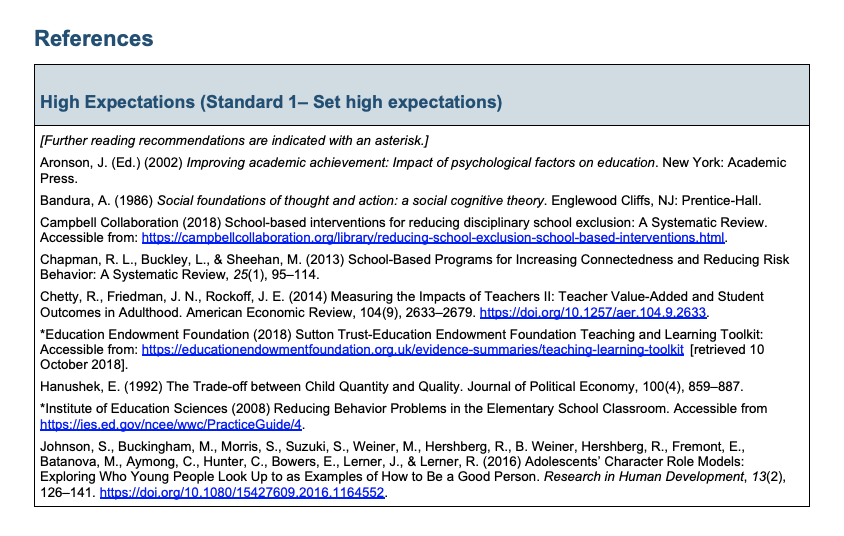 References
High Expectations (Standard 1– Set high expectations)
[Further reading recommendations are indicated with an asterisk.]
Aronson, J. (Ed.) (2002) Improving academic achievement: Impact of psychological factors on education. New York: Academic
Press.
Bandura, A. (1986) Social foundations of thought and action: a social cognitive theory. Englewood Cliffs, NJ: Prentice-Hall.
Campbell Collaboration (2018) School-based interventions for reducing disciplinary school exclusion: A Systematic Review.
Accessible from: https://campbellcollaboration.org/library/reducing-school-exclusion-school-based-interventions.html.
Chapman, R. L., Buckley, L., & Sheehan, M. (2013) School-Based Programs for Increasing Connectedness and Reducing Risk
Behavior: A Systematic Review, 25(1), 95–114.
Chetty, R., Friedman, J. N., Rockoff, J. E. (2014) Measuring the Impacts of Teachers II: Teacher Value-Added and Student
Outcomes in Adulthood. American Economic Review, 104(9), 2633–2679. https://doi.org/10.1257/aer.104.9.2633.
*Education Endowment Foundation (2018) Sutton Trust-Education Endowment Foundation Teaching and Learning Toolkit:
Accessible from: https://educationendowmentfoundation.org.uk/evidence-summaries/teaching-learning-toolkit [retrieved 10
October 2018].
Hanushek, E. (1992) The Trade-off between Child Quantity and Quality. Journal of Political Economy, 100(4), 859–887.
*Institute of Education Sciences (2008) Reducing Behavior Problems in the Elementary School Classroom. Accessible from
https://ies.ed.gov/ncee/wwc/PracticeGuide/4.
Johnson, S., Buckingham, M., Morris, S., Suzuki, S., Weiner, M., Hershberg, R., B. Weiner, Hershberg, R., Fremont, E.,
Batanova, M., Aymong, C., Hunter, C., Bowers, E., Lerner, J., & Lerner, R. (2016) Adolescents’ Character Role Models:
Exploring Who Young People Look Up to as Examples of How to Be a Good Person. Research in Human Development, 13(2),
126–141. https://doi.org/10.1080/15427609.2016.1164552.